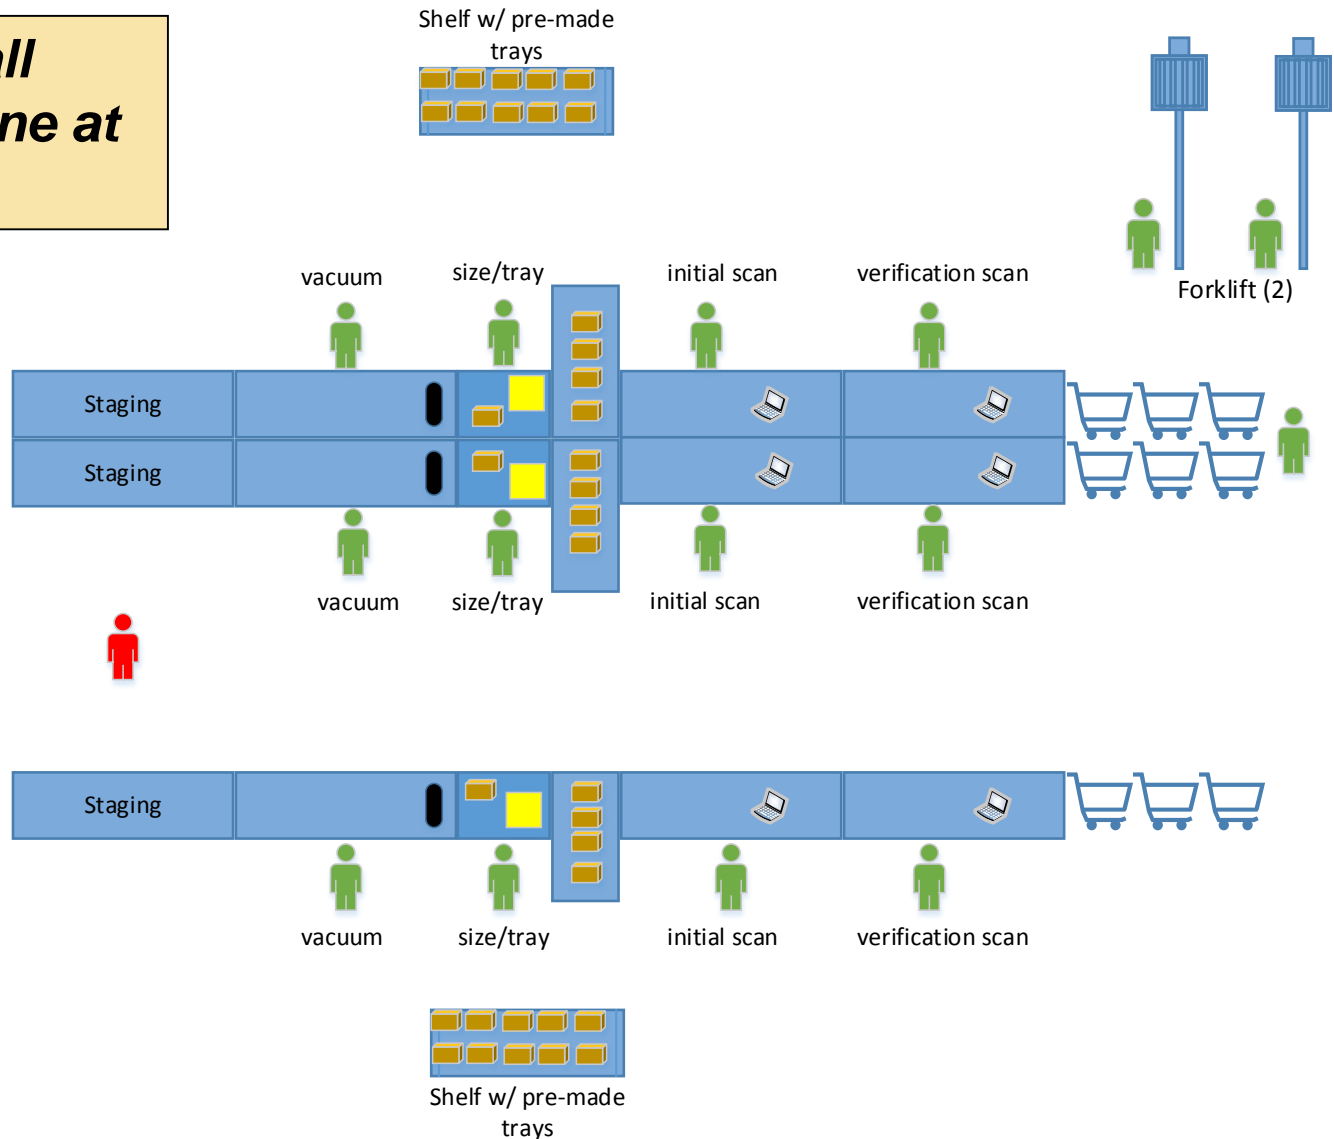 Shelf w/ pre-made
trays
all
ne at
vacuum
size/tray
initial scan
verification scan
Forklift (2)
Staging
Staging
vacuum
size/tray
initial scan
verification scan
Staging
vacuum
size/tray
initial scan
verification scan
Shelf w/ pre-made
trays